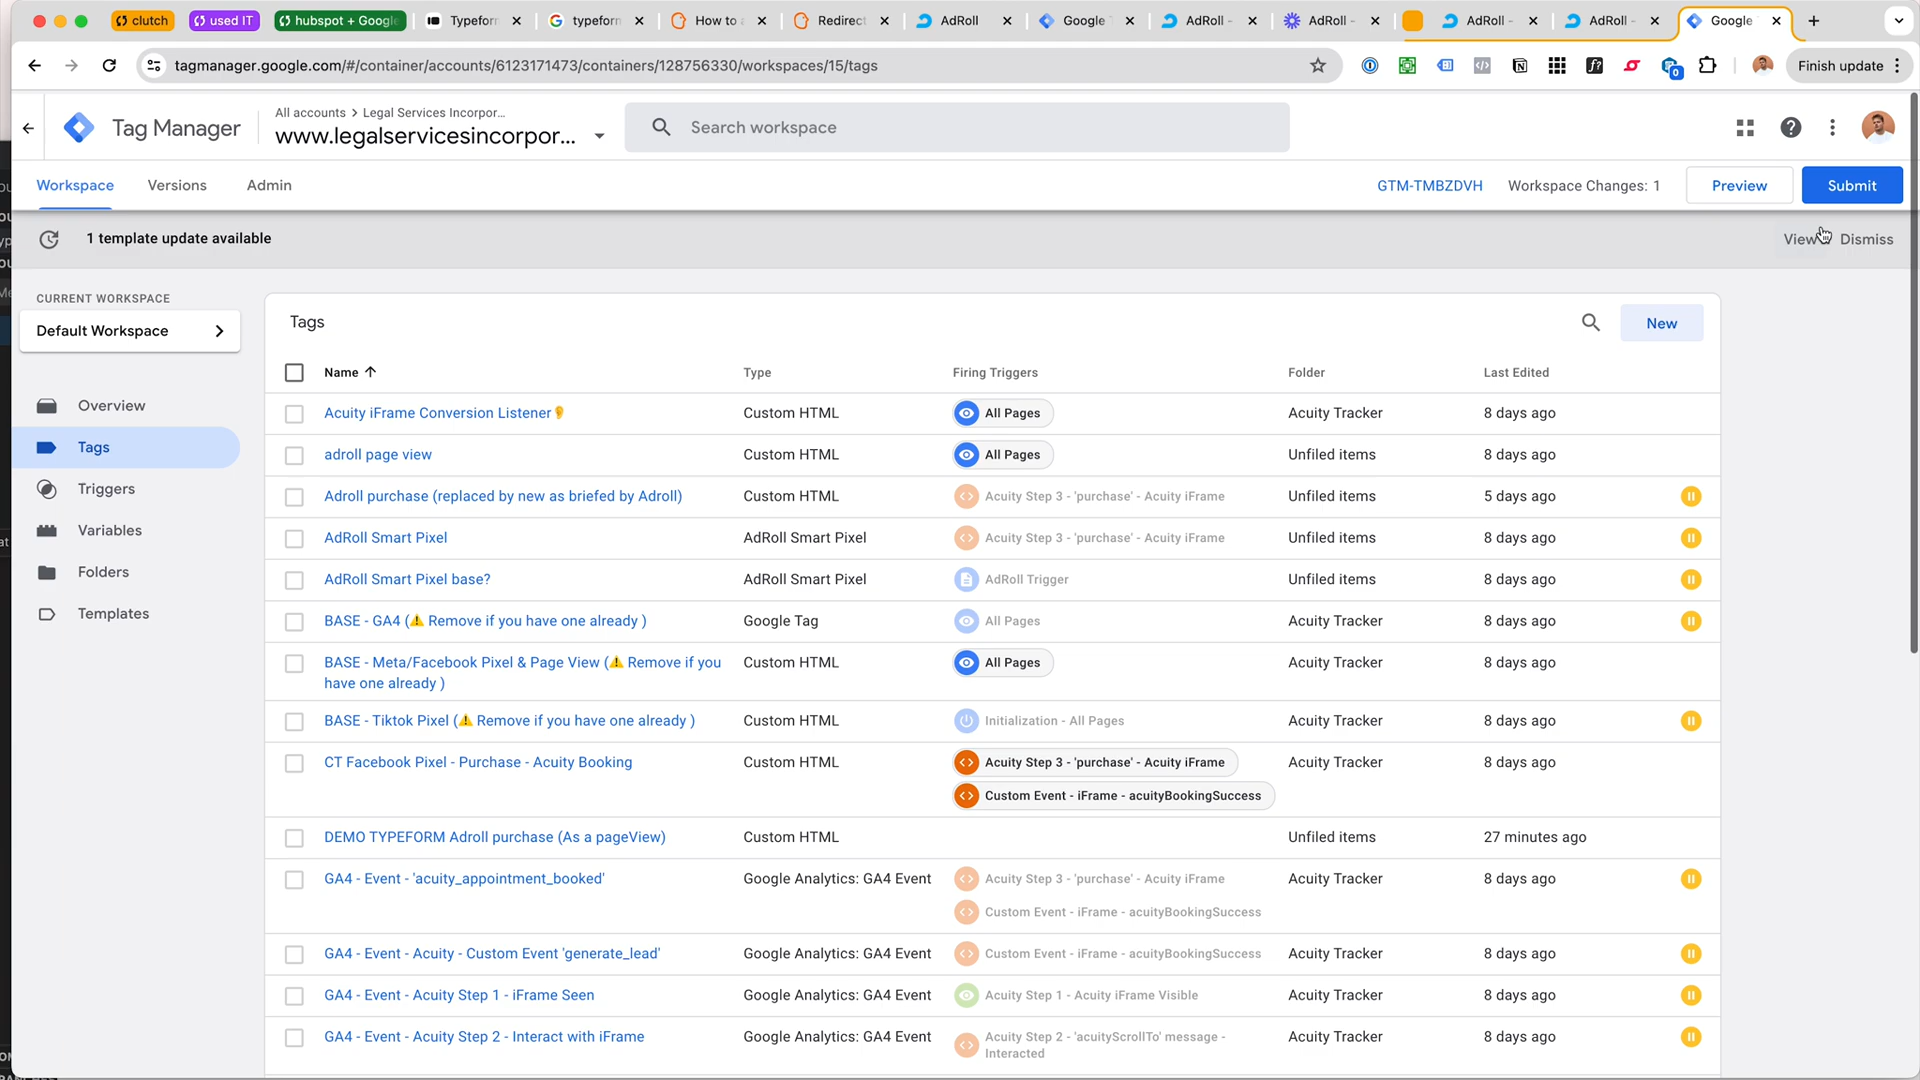 clutch
used IT
hubspot + Google
Typeform
typeform
How to
Redirect
AdRoll
Google
AdRoll -
AdRoll -
AdRoll -
AdRoll -
Google
tagmanager.google.com/#/container/accounts/6123171473/containers/128756330/workspaces/15/tags
0
f?
Finish update
Tag Manager
All accounts > Legal Services Incorpor...
www.legalservicesincorpor...
Search workspace
Workspace
Versions
Admin
GTM-TMBZDVH
Workspace Changes: 1
Preview
Submit
1 template update available
View
Dismiss
CURRENT WORKSPACE
Default Workspace
Overview
Tags
Triggers
Variables
Folders
Templates
Tags
New
Name Type Firing Triggers Folder Last Edited
Acuity iFrame Conversion Listener👂 Custom HTML All Pages Acuity Tracker 8 days ago
adroll page view Custom HTML All Pages Unfiled items 8 days ago
Adroll purchase (replaced by new as briefed by Adroll) Custom HTML Acuity Step 3 - 'purchase' - Acuity iFrame Unfiled items 5 days ago
AdRoll Smart Pixel AdRoll Smart Pixel Acuity Step 3 - 'purchase' - Acuity iFrame Unfiled items 8 days ago
AdRoll Smart Pixel base? AdRoll Smart Pixel AdRoll Trigger Unfiled items 8 days ago
BASE - GA4 (⚠️ Remove if you have one already ) Google Tag All Pages Acuity Tracker 8 days ago
BASE - Meta/Facebook Pixel & Page View (⚠️ Remove if you Custom HTML All Pages Acuity Tracker 8 days ago
have one already )
BASE - Tiktok Pixel (⚠️ Remove if you have one already ) Custom HTML Initialization - All Pages Acuity Tracker 8 days ago
CT Facebook Pixel - Purchase - Acuity Booking Custom HTML Acuity Step 3 - 'purchase' - Acuity iFrame Acuity Tracker 8 days ago
Custom Event - iFrame - acuityBookingSuccess
DEMO TYPEFORM Adroll purchase (As a pageView) Custom HTML Unfiled items 27 minutes ago
GA4 - Event - 'acuity_appointment_booked' Google Analytics: GA4 Event Acuity Step 3 - 'purchase' - Acuity iFrame Acuity Tracker 8 days ago
Custom Event - iFrame - acuityBookingSuccess
GA4 - Event - Acuity - Custom Event 'generate_lead' Google Analytics: GA4 Event Custom Event - iFrame - acuityBookingSuccess Acuity Tracker 8 days ago
GA4 - Event - Acuity Step 1 - iFrame Seen Google Analytics: GA4 Event Acuity Step 1 - Acuity iFrame Visible Acuity Tracker 8 days ago
GA4 - Event - Acuity Step 2 - Interact with iFrame Google Analytics: GA4 Event Acuity Step 2 - 'acuityScrollTo' message - Acuity Tracker 8 days ago
Interacted